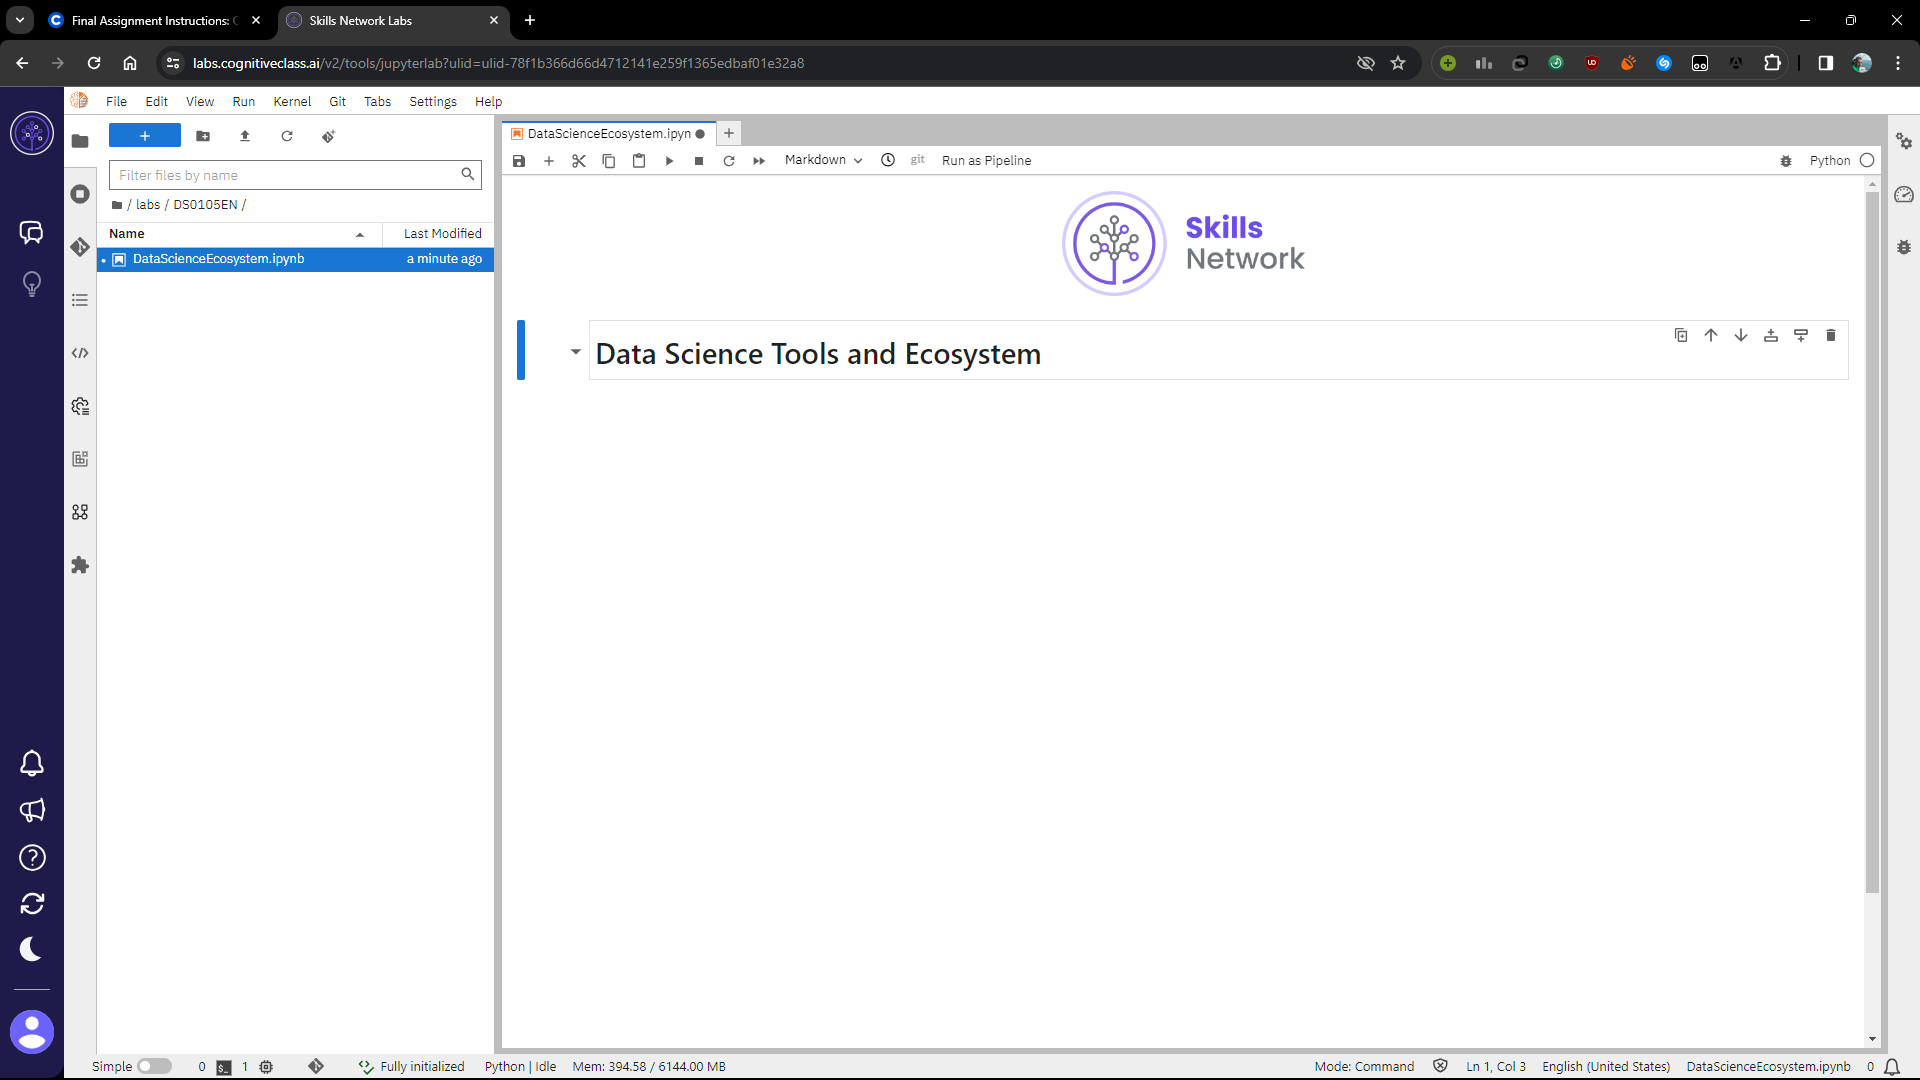 Final Assignment Instructions:
Skills Network Labs
labs.cognitiveclass.ai/v2/tools/jupyterlab?ulid=ulid-78f1b366d66d4712141e259f1365edbaf01e32a8
File Edit View Run Kernel Git Tabs Settings Help
DataScienceEcosystem.ipyn
Markdown git Run as Pipeline Python
Filter files by name
/ labs / DS0105EN /
Name Last Modified
DataScienceEcosystem.ipynb a minute ago
Skills
Network
Data Science Tools and Ecosystem
Simple 0 $_ 1 Fully initialized Python | Idle Mem: 394.58 / 6144.00 MB Mode: Command Ln 1, Col 3 English (United States) DataScienceEcosystem.ipynb 0